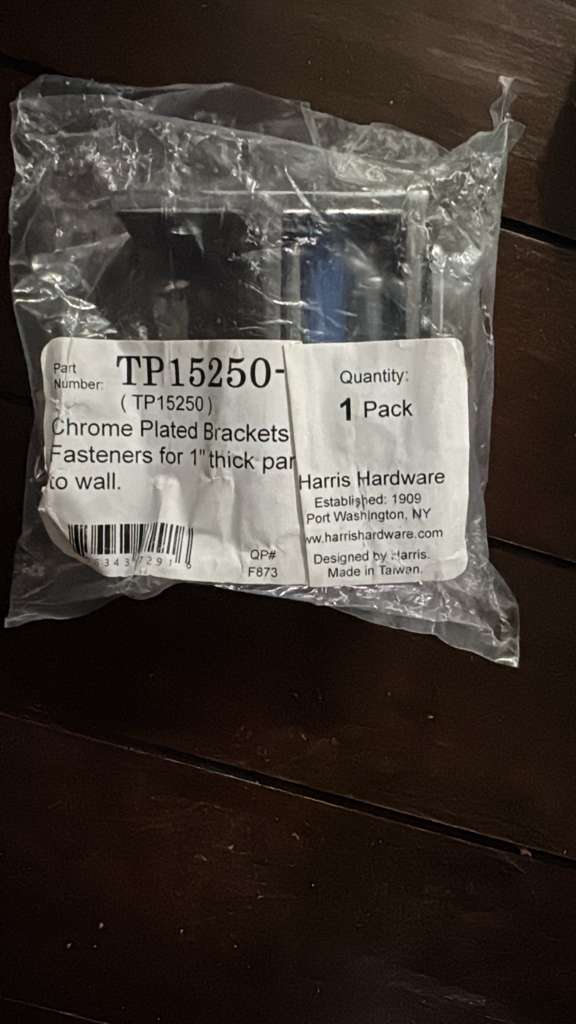 Part
Number: TP15250-
(TP15250)
Chrome Plated Brackets
Fasteners for 1" thick par
to wall.
QP#
F873
Quantity:
1 Pack
Harris Hardware
Established: 1909
Port Washington, NY
ww.harrishardware.com
Designed by Harris.
Made in Taiwan.